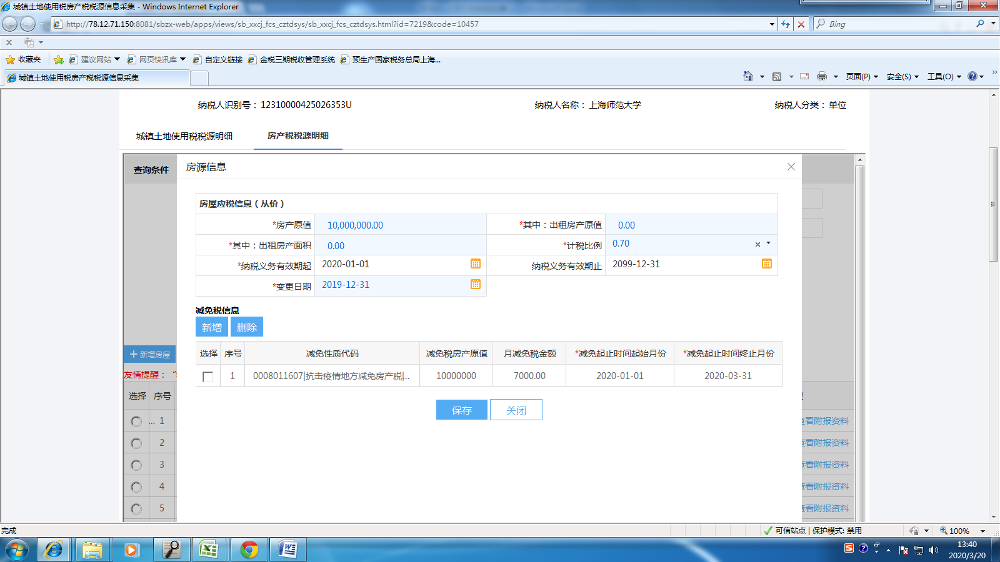 城镇土地使用税房产税税源信息采集 - Windows Internet Explorer
http://78.12.71.150:8081/sbzx-web/apps/views/sb_xxcj_fcs_cztdsys/sb_xxcj_fcs_cztdsys.html?id=7219&code=10457
Bing
x
收藏夹 建议网站 网页快讯库 自定义链接 金税三期税收管理系统 预生产国家税务总局上海...
城镇土地使用税房产税税源信息采集
页面(P) 安全(S) 工具(O) »
纳税人识别号：1231000042502635​3U 纳税人名称：上海师范大学 纳税人分类：单位
城镇土地使用税税源明细 房产税税源明细
查询条件
房源信息
房屋应税信息（从价）
*房产原值 10,000,000.00 *其中：出租房产原值 0.00
*其中：出租房产面积 0.00 *计税比例 0.70
*纳税义务有效期起 2020-01-01 纳税义务有效期止 2099-12-31
*变更日期 2019-12-31
减免税信息
新增 删除
选择 序号 减免性质代码 减免税房产原值 月减免税金额 *减免起止时间起始月份 *减免起止时间终止月份
1 0008011607|抗击疫情地方减免房产税|... 10000000 7000.00 2020-01-01 2020-03-31
保存 关闭
+ 新增房屋
友情提醒：“
选择 序号
... 1 查看附报资料
2 查看附报资料
3 查看附报资料
4 查看附报资料
5 查看附报资料
完成 可信站点 | 保护模式: 禁用 100%
13:40
2020/3/20